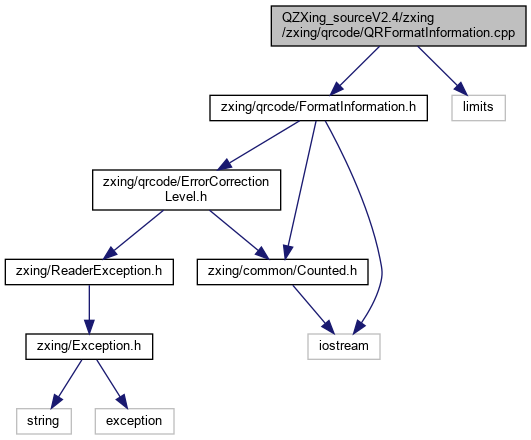 QZXing_sourceV2.4/zxing
/zxing/qrcode/QRFormatInformation.cpp
zxing/qrcode/FormatInformation.h
limits
zxing/qrcode/ErrorCorrection
Level.h
zxing/ReaderException.h
zxing/common/Counted.h
zxing/Exception.h
iostream
string
exception